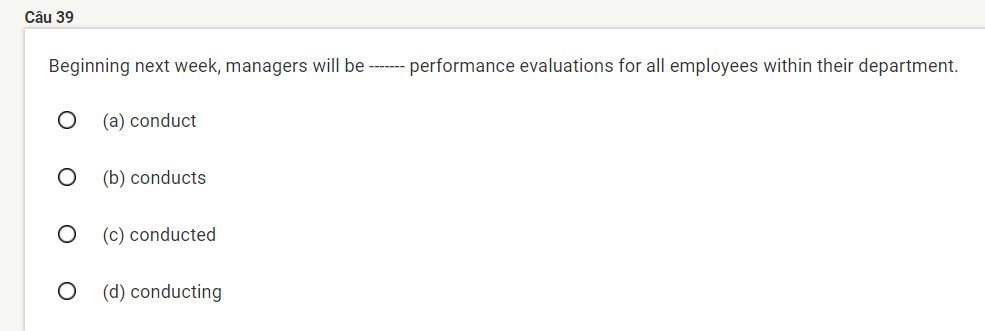 Câu 39
Beginning next week, managers will be ------- performance evaluations for all employees within their department.
(a) conduct
(b) conducts
(c) conducted
(d) conducting